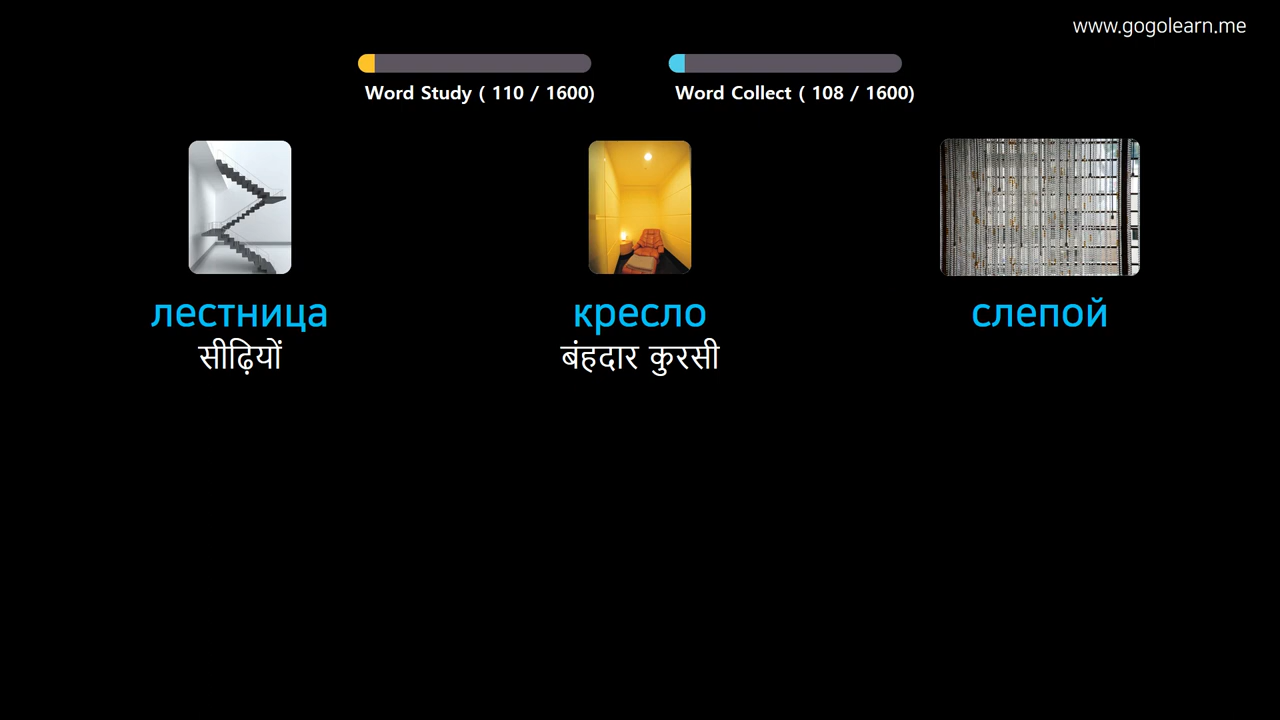 www.gogolearn.me
Word Study ( 110 / 1600)
Word Collect ( 108 / 1600)
лестница
सीढ़ियों
кресло
बंहदार कुरसी
слепой